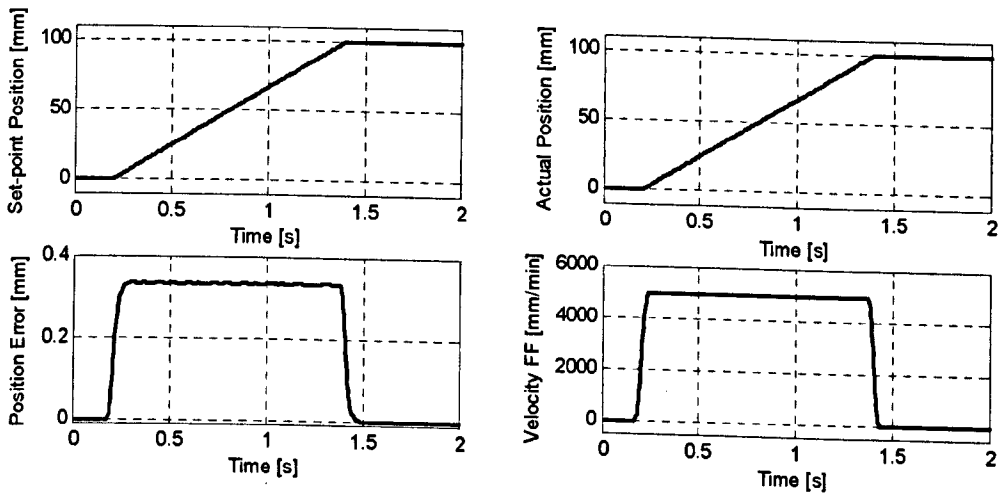 Set-point Position [mm]
100
50
0
0 0.5 1 1.5 2
Time [s]
Actual Position [mm]
100
50
0
0 0.5 1 1.5 2
Time [s]
Position Error [mm]
0.4
0.2
0
0 0.5 1 1.5 2
Time [s]
Velocity FF [mm/min]
6000
4000
2000
0
0 0.5 1 1.5 2
Time [s]